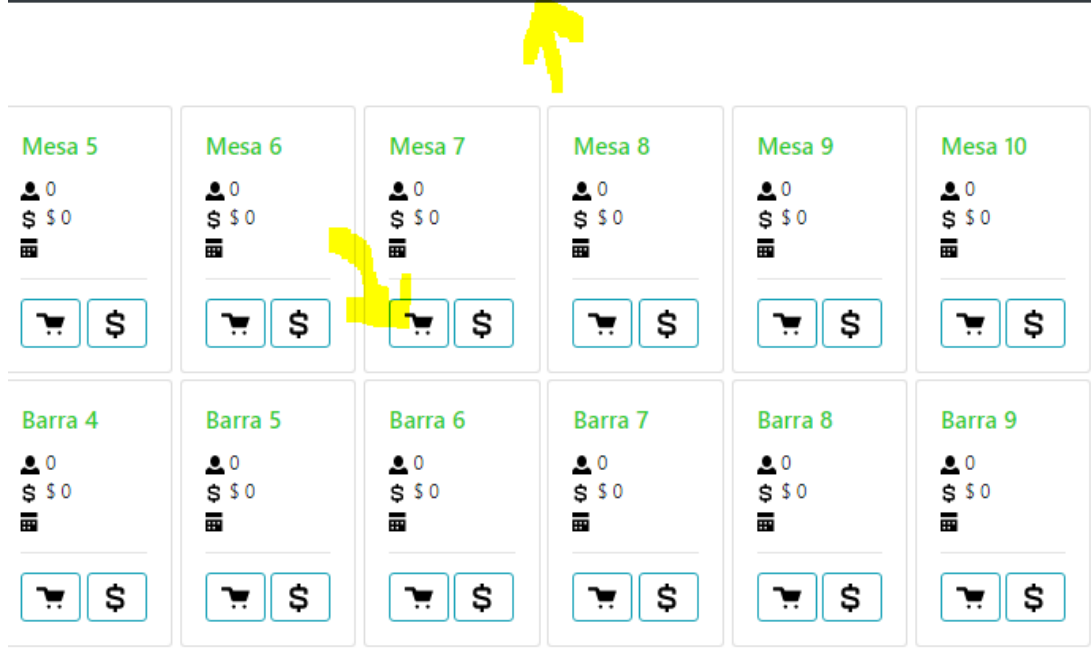 Mesa 5 Mesa 6 Mesa 7 Mesa 8 Mesa 9 Mesa 10
0 0 0 0 0 0
$ $ 0 $ $ 0 $ $ 0 $ $ 0 $ $ 0 $ $ 0
$ $ $ $ $ $
Barra 4 Barra 5 Barra 6 Barra 7 Barra 8 Barra 9
0 0 0 0 0 0
$ $ 0 $ $ 0 $ $ 0 $ $ 0 $ $ 0 $ $ 0
$ $ $ $ $ $